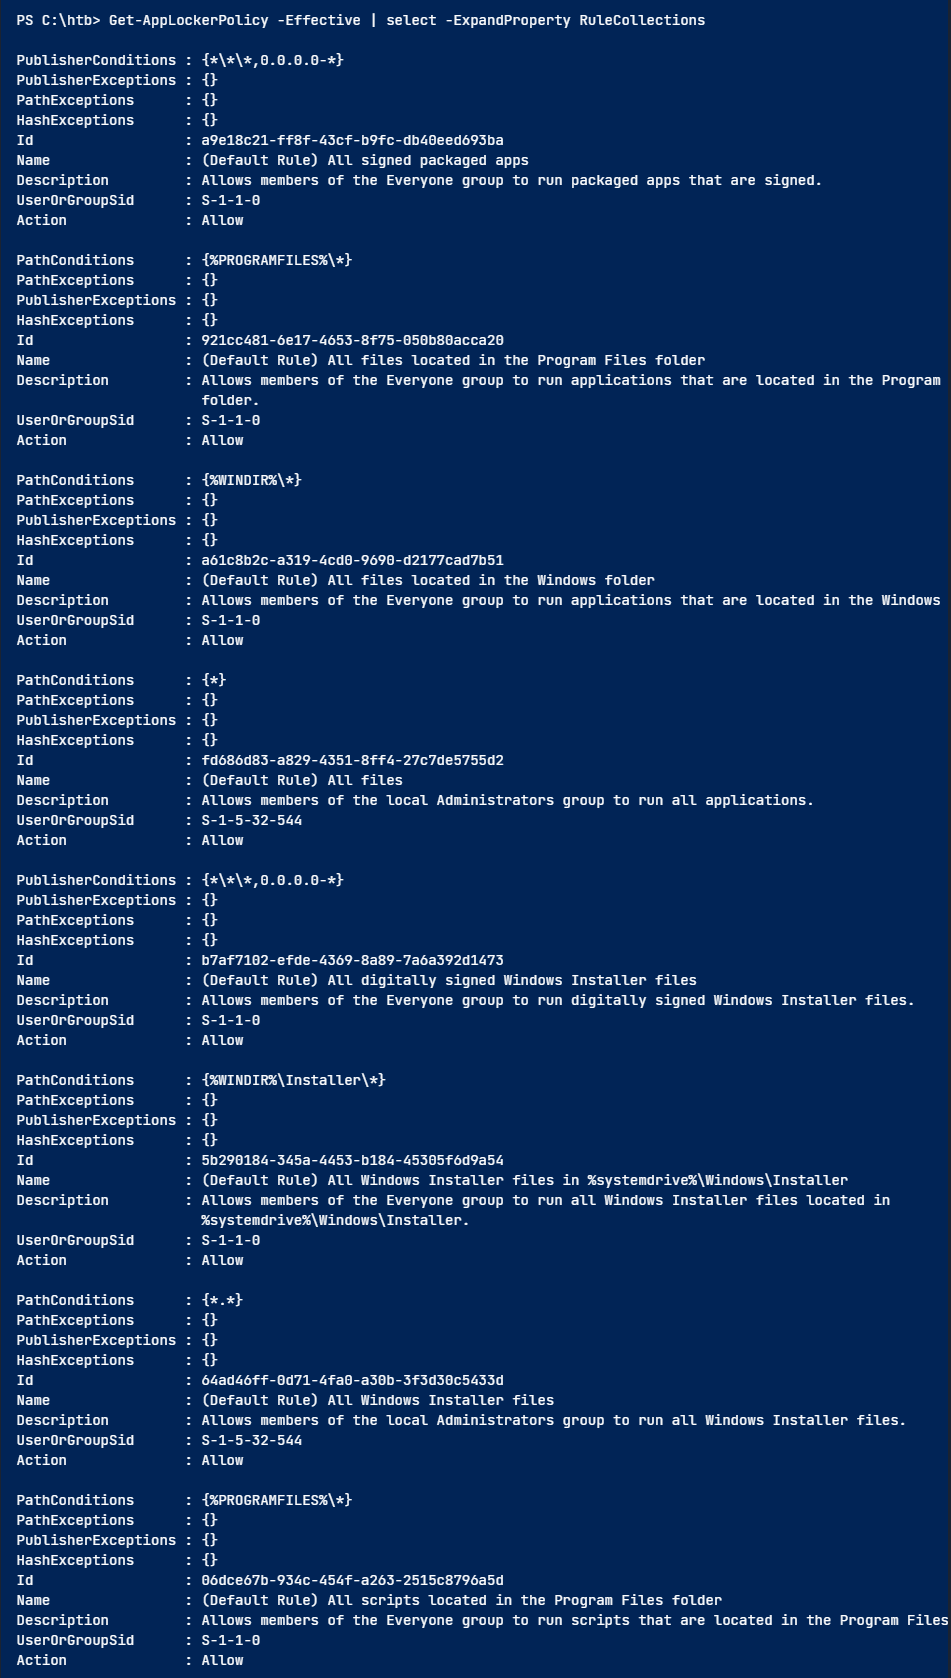 PS C:\htb> Get-AppLockerPolicy -Effective | select -ExpandProperty RuleCollections
PublisherConditions : {*\*\*,0.0.0.0-*}
PublisherExceptions : {}
PathExceptions      : {}
HashExceptions      : {}
Id                  : a9e18c21-ff8f-43cf-b9fc-db40eed693ba
Name                : (Default Rule) All signed packaged apps
Description         : Allows members of the Everyone group to run packaged apps that are signed.
UserOrGroupSid      : S-1-1-0
Action              : Allow
PathConditions      : {%PROGRAMFILES%\*}
PathExceptions      : {}
PublisherExceptions : {}
HashExceptions      : {}
Id                  : 921cc481-6e17-4653-8f75-050b80acca20
Name                : (Default Rule) All files located in the Program Files folder
Description         : Allows members of the Everyone group to run applications that are located in the Program
                      folder.
UserOrGroupSid      : S-1-1-0
Action              : Allow
PathConditions      : {%WINDIR%\*}
PathExceptions      : {}
PublisherExceptions : {}
HashExceptions      : {}
Id                  : a61c8b2c-a319-4cd0-9690-d2177cad7b51
Name                : (Default Rule) All files located in the Windows folder
Description         : Allows members of the Everyone group to run applications that are located in the Windows
UserOrGroupSid      : S-1-1-0
Action              : Allow
PathConditions      : {*}
PathExceptions      : {}
PublisherExceptions : {}
HashExceptions      : {}
Id                  : fd686d83-a829-4351-8ff4-27c7de5755d2
Name                : (Default Rule) All files
Description         : Allows members of the local Administrators group to run all applications.
UserOrGroupSid      : S-1-5-32-544
Action              : Allow
PublisherConditions : {*\*\*,0.0.0.0-*}
PublisherExceptions : {}
PathExceptions      : {}
HashExceptions      : {}
Id                  : b7af7102-efde-4369-8a89-7a6a392d1473
Name                : (Default Rule) All digitally signed Windows Installer files
Description         : Allows members of the Everyone group to run digitally signed Windows Installer files.
UserOrGroupSid      : S-1-1-0
Action              : Allow
PathConditions      : {%WINDIR%\Installer\*}
PathExceptions      : {}
PublisherExceptions : {}
HashExceptions      : {}
Id                  : 5b290184-345a-4453-b184-45305f6d9a54
Name                : (Default Rule) All Windows Installer files in %systemdrive%\Windows\Installer
Description         : Allows members of the Everyone group to run all Windows Installer files located in
                      %systemdrive%\Windows\Installer.
UserOrGroupSid      : S-1-1-0
Action              : Allow
PathConditions      : {*.*}
PathExceptions      : {}
PublisherExceptions : {}
HashExceptions      : {}
Id                  : 64ad46ff-0d71-4fa0-a30b-3f3d30c5433d
Name                : (Default Rule) All Windows Installer files
Description         : Allows members of the local Administrators group to run all Windows Installer files.
UserOrGroupSid      : S-1-5-32-544
Action              : Allow
PathConditions      : {%PROGRAMFILES%\*}
PathExceptions      : {}
PublisherExceptions : {}
HashExceptions      : {}
Id                  : 06dce67b-934c-454f-a263-2515c8796a5d
Name                : (Default Rule) All scripts located in the Program Files folder
Description         : Allows members of the Everyone group to run scripts that are located in the Program Files
UserOrGroupSid      : S-1-1-0
Action              : Allow